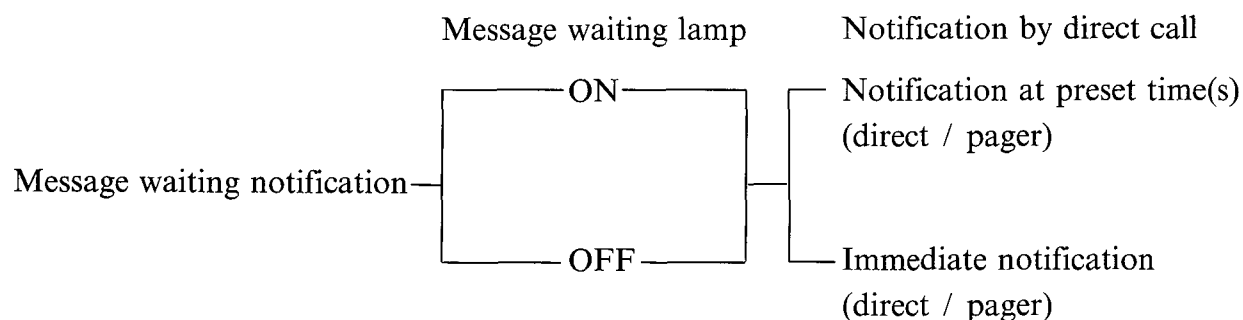 Message waiting lamp
Notification by direct call
ON
Notification at preset time(s)
(direct / pager)
Message waiting notification
OFF
Immediate notification
(direct / pager)